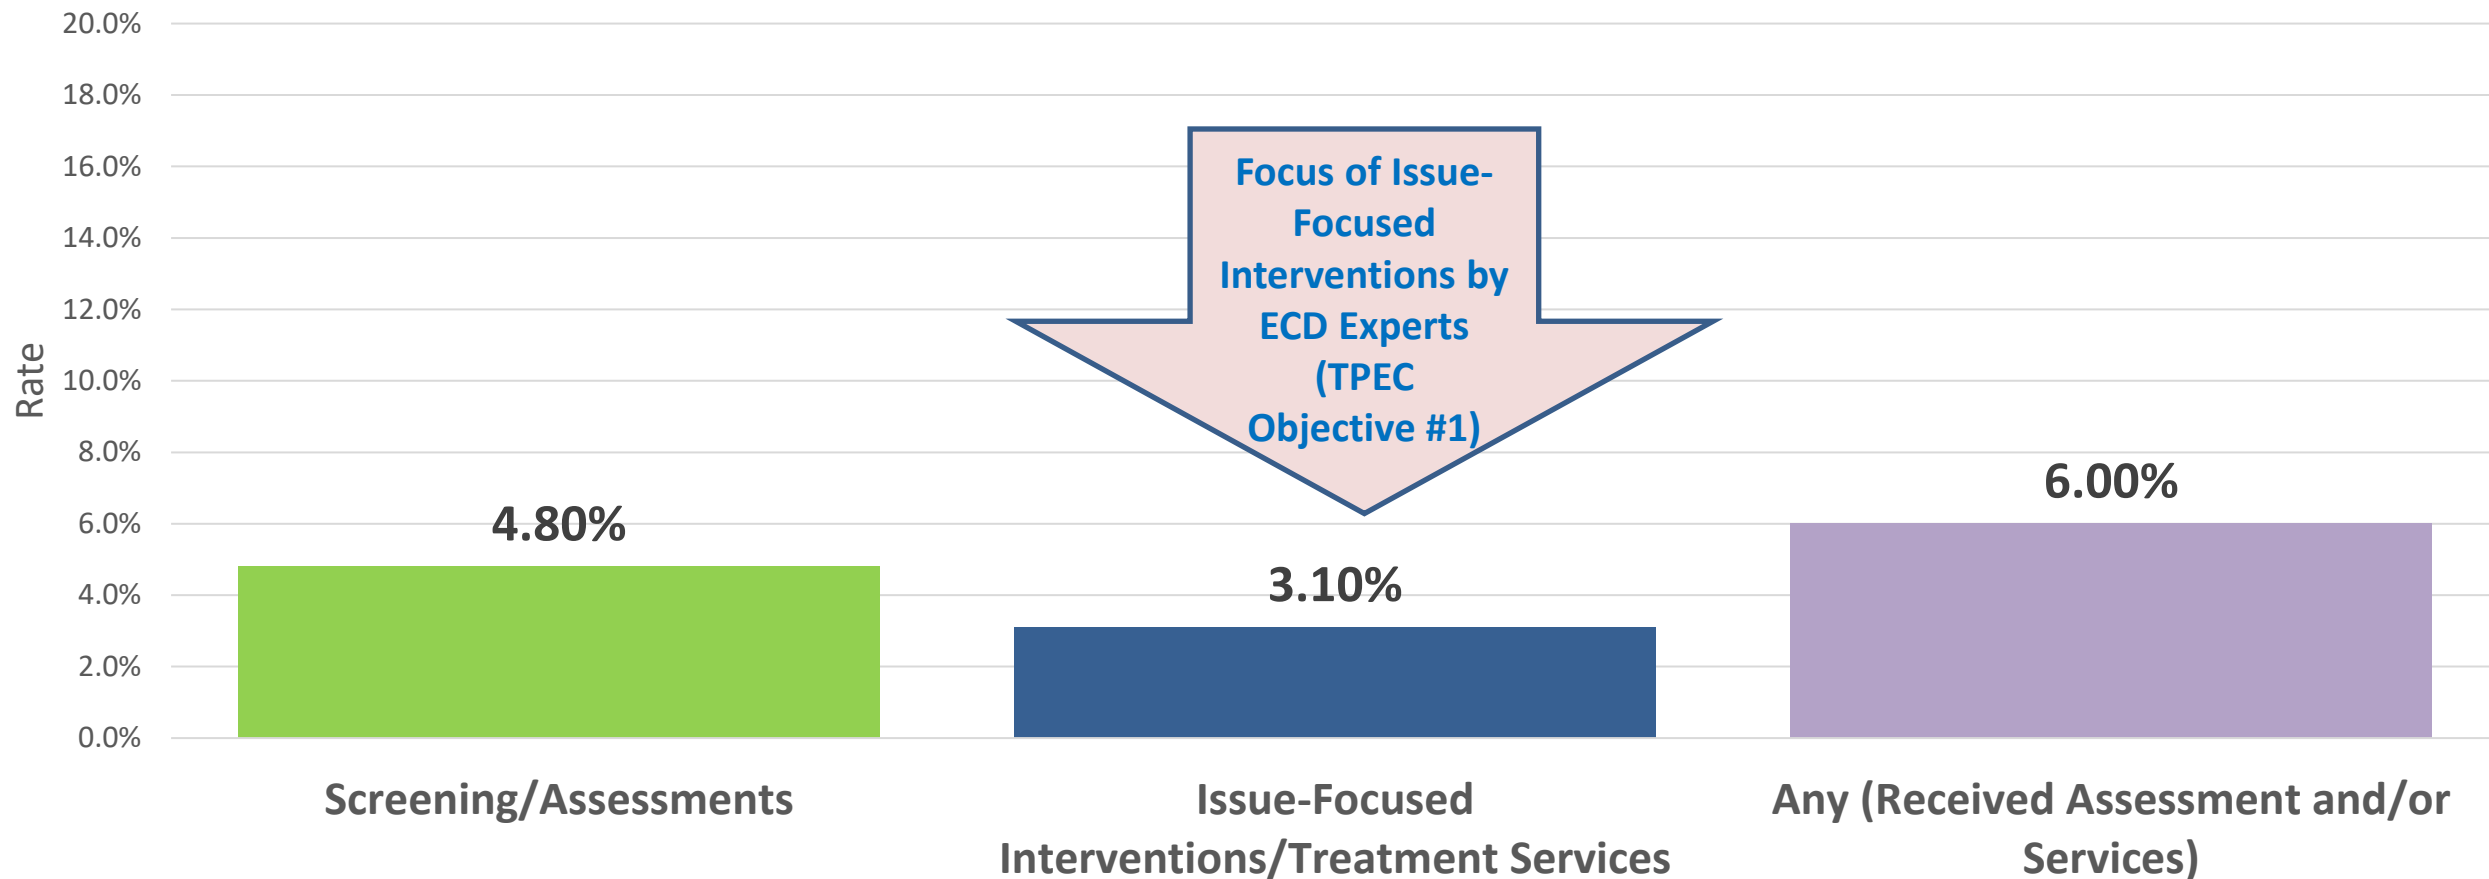 20.0%
18.0%
16.0%
14.0%
12.0%
10.0%
8.0%
6.0%
4.0%
2.0%
0.0%
Rate
Focus of Issue-
Focused
Interventions by
ECD Experts
(TPEC
Objective #1)
4.80%
3.10%
6.00%
Screening/Assessments
Issue-Focused
Interventions/Treatment Services
Any (Received Assessment and/or
Services)